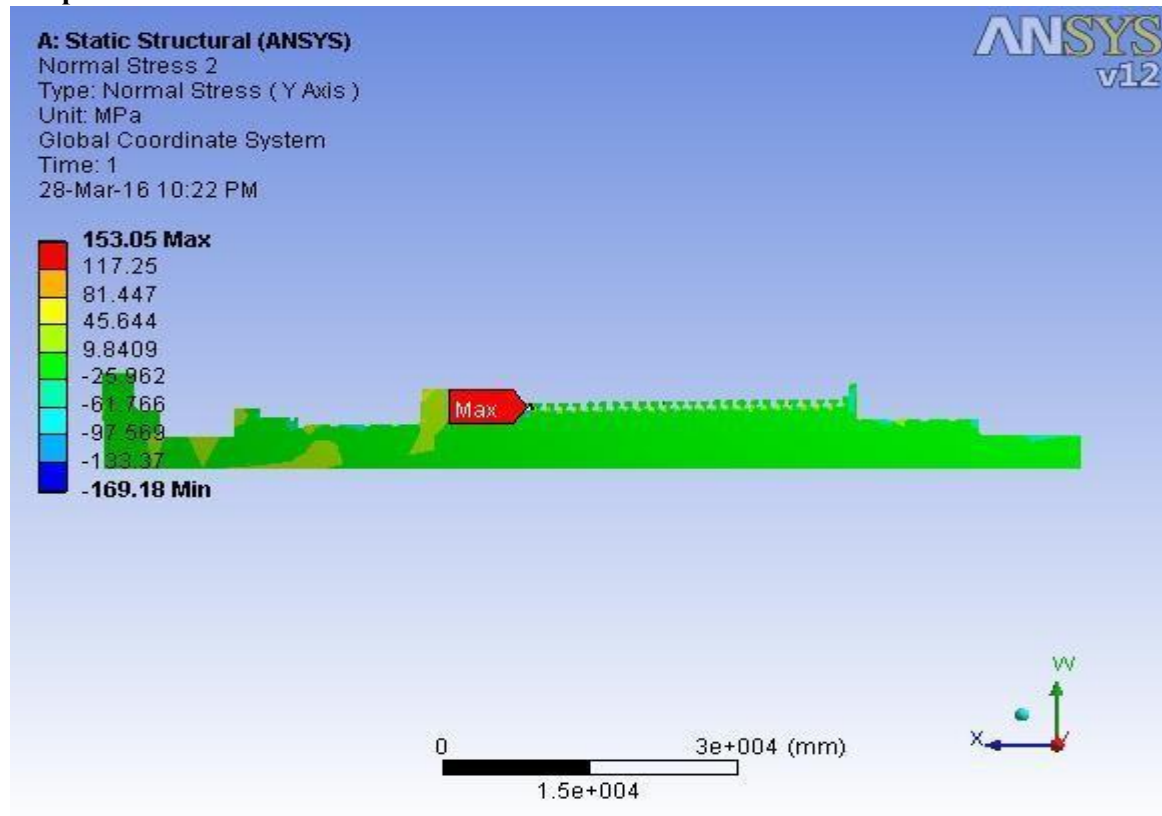 A: Static Structural (ANSYS)
Normal Stress 2
Type: Normal Stress ( Y Axis )
Unit: MPa
Global Coordinate System
Time: 1
28-Mar-16 10:22 PM
ANSYS
v12
153.05 Max
117.25
81.447
45.644
9.8409
-25.962
-61.766
-97.569
-133.37
-169.18 Min
Max
0
3e+004 (mm)
1.5e+004
X